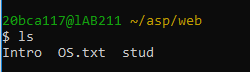 20bca117@lAB211 ~/asp/web
$ ls
Intro  OS.txt  stud